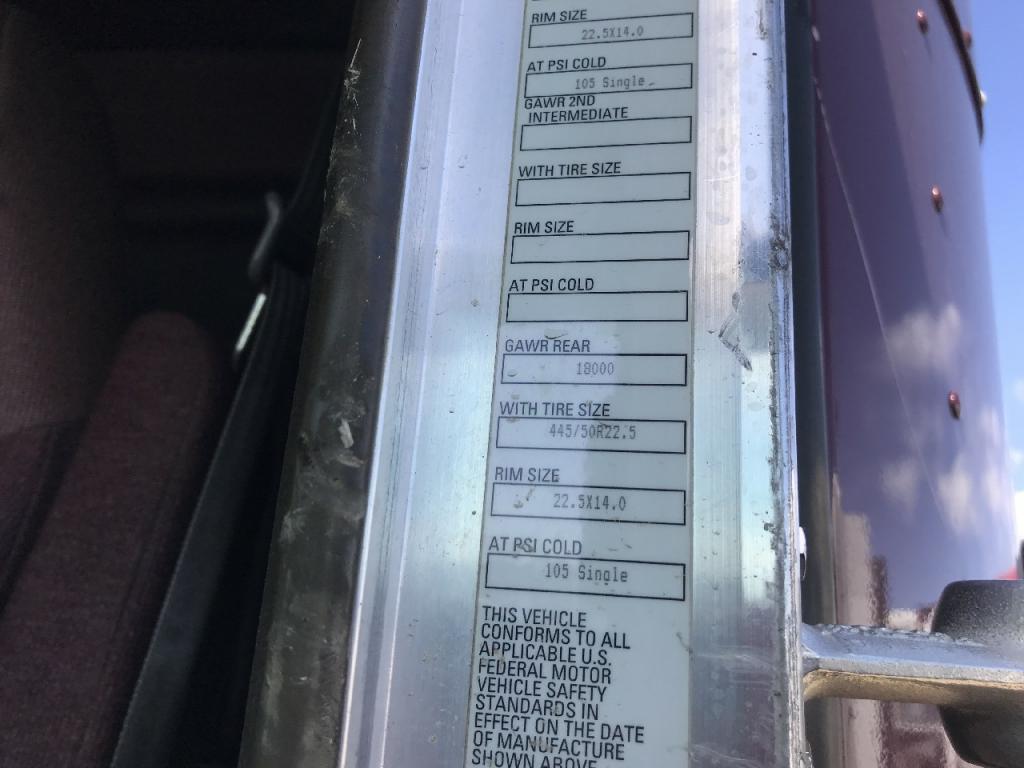 RIM SIZE
22.5X14.0
AT PSI COLD
105 Single
GAWR 2ND
INTERMEDIATE
WITH TIRE SIZE
RIM SIZE
AT PSI COLD
GAWR REAR
18000
WITH TIRE SIZE
445/50R22.5
RIM SIZE
22.5X14.0
AT PSI COLD
105 Single
THIS VEHICLE
CONFORMS TO ALL
APPLICABLE U.S.
FEDERAL MOTOR
VEHICLE SAFETY
STANDARDS IN
EFFECT ON THE DATE
OF MANUFACTURE
SHOWN ABOVE